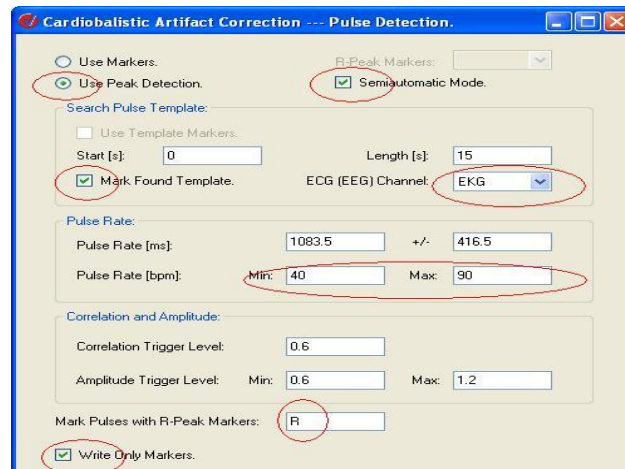 Cardiobalistic Artifact Correction --- Pulse Detection.
Use Markers. R-Peak Markers:
Use Peak Detection. Semiautomatic Mode.
Search Pulse Template:
Use Template Markers.
Start [s]: 0 Length [s]: 15
Mark Found Template. ECG (EEG) Channel: EKG
Pulse Rate:
Pulse Rate [ms]: 1083.5 +/- 416.5
Pulse Rate [bpm]: Min: 40 Max: 90
Correlation and Amplitude:
Correlation Trigger Level: 0.6
Amplitude Trigger Level: Min: 0.6 Max: 1.2
Mark Pulses with R-Peak Markers: R
Write Only Markers.